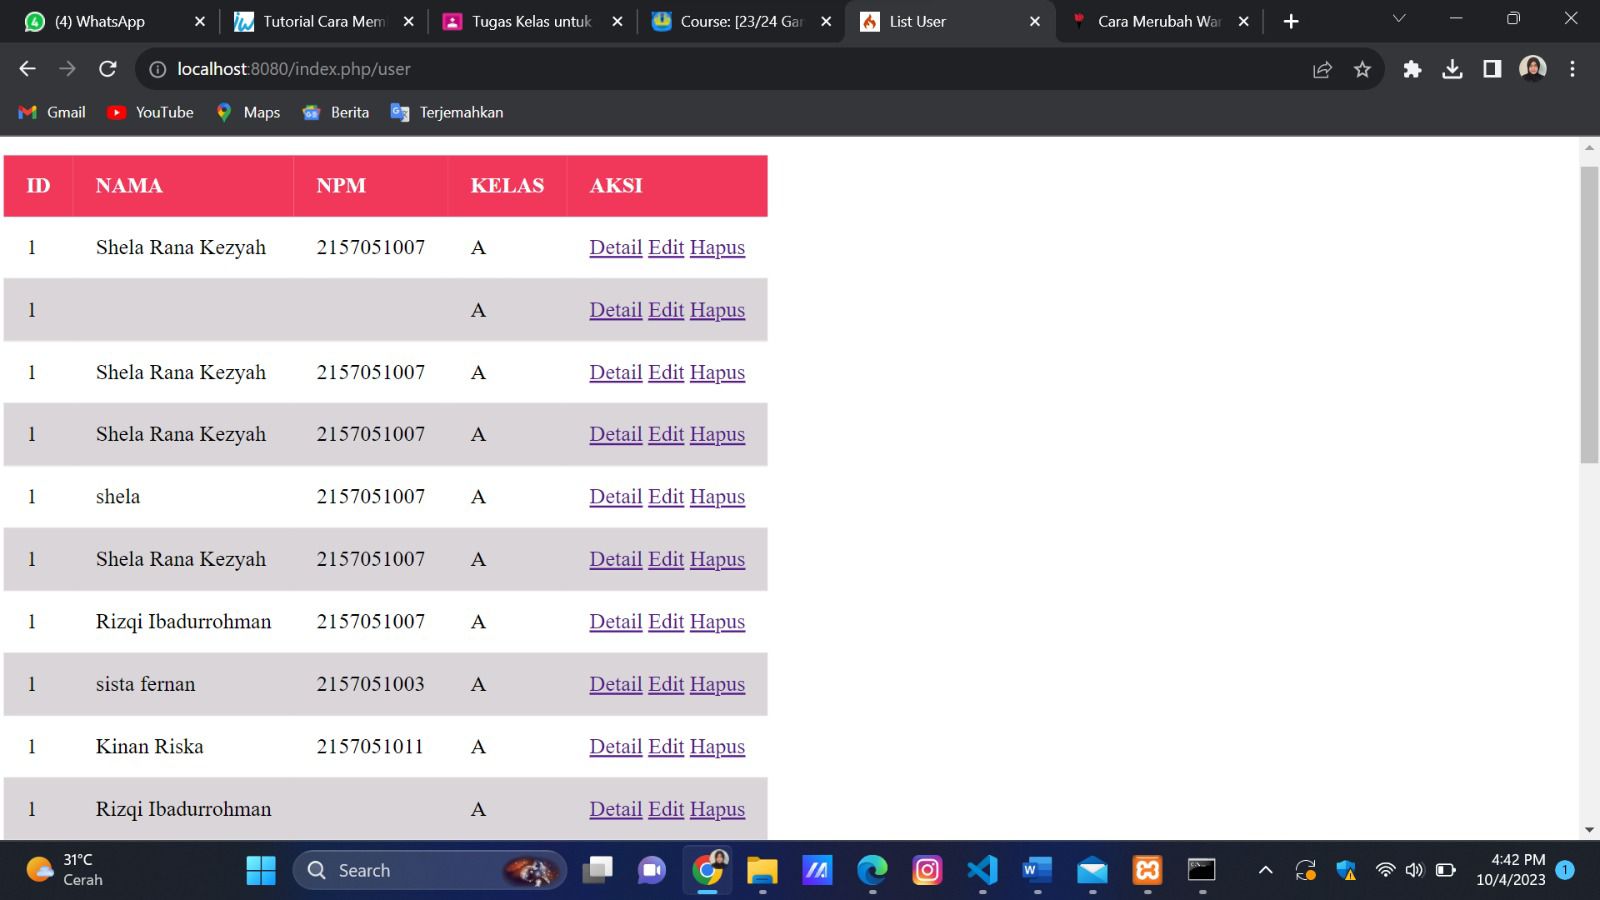 (4) WhatsApp
Tutorial Cara Mem
Tugas Kelas untuk
Course: [23/24 Gan
List User
Cara Merubah War
localhost:8080/index.php/user
Gmail
YouTube
Maps
Berita
Terjemahkan
ID NAMA NPM KELAS AKSI
1 Shela Rana Kezyah 2157051007 A Detail Edit Hapus
1 A Detail Edit Hapus
1 Shela Rana Kezyah 2157051007 A Detail Edit Hapus
1 Shela Rana Kezyah 2157051007 A Detail Edit Hapus
1 shela 2157051007 A Detail Edit Hapus
1 Shela Rana Kezyah 2157051007 A Detail Edit Hapus
1 Rizqi Ibadurrohman 2157051007 A Detail Edit Hapus
1 sista fernan 2157051003 A Detail Edit Hapus
1 Kinan Riska 2157051011 A Detail Edit Hapus
1 Rizqi Ibadurrohman A Detail Edit Hapus
31°C
Cerah
Search
4:42 PM
10/4/2023
1